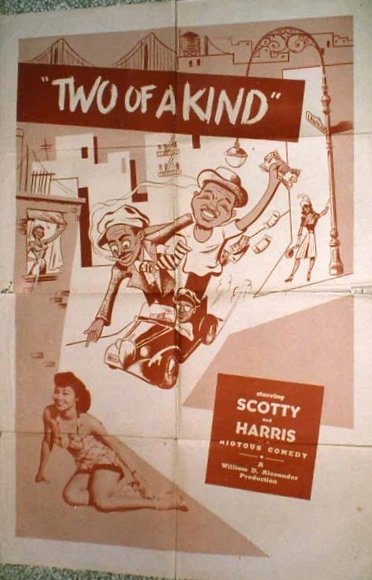 "TWO OF A KIND"
starring
SCOTTY
and
HARRIS
RIOTOUS COMEDY
A
William D. Alexander
Production